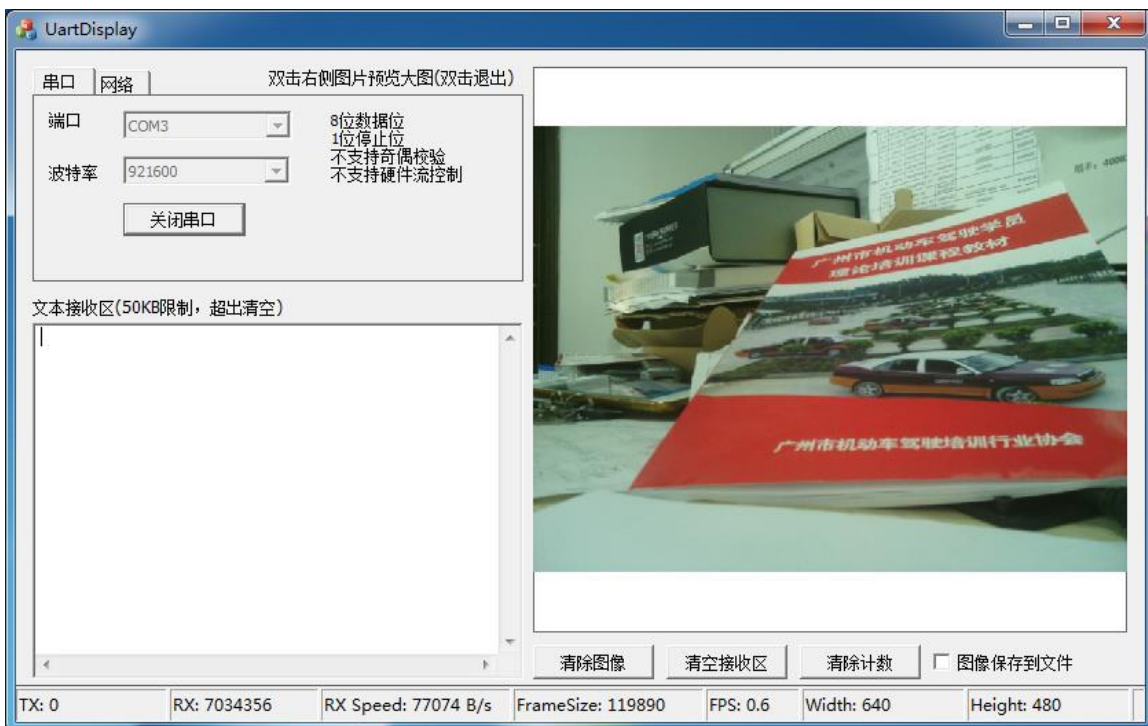 UartDisplay
串口
网络
双击右侧图片预览大图(双击退出)
端口
COM3
波特率
921600
8位数据位
1位停止位
不支持奇偶校验
不支持硬件流控制
关闭串口
文本接收区(50KB限制，超出清空)
广州市机动车驾驶学员
理论培训课程教材
广州市机动车驾驶培训行业协会
清除图像
清空接收区
清除计数
图像保存到文件
TX: 0
RX: 7034356
RX Speed: 77074 B/s
FrameSize: 119890
FPS: 0.6
Width: 640
Height: 480